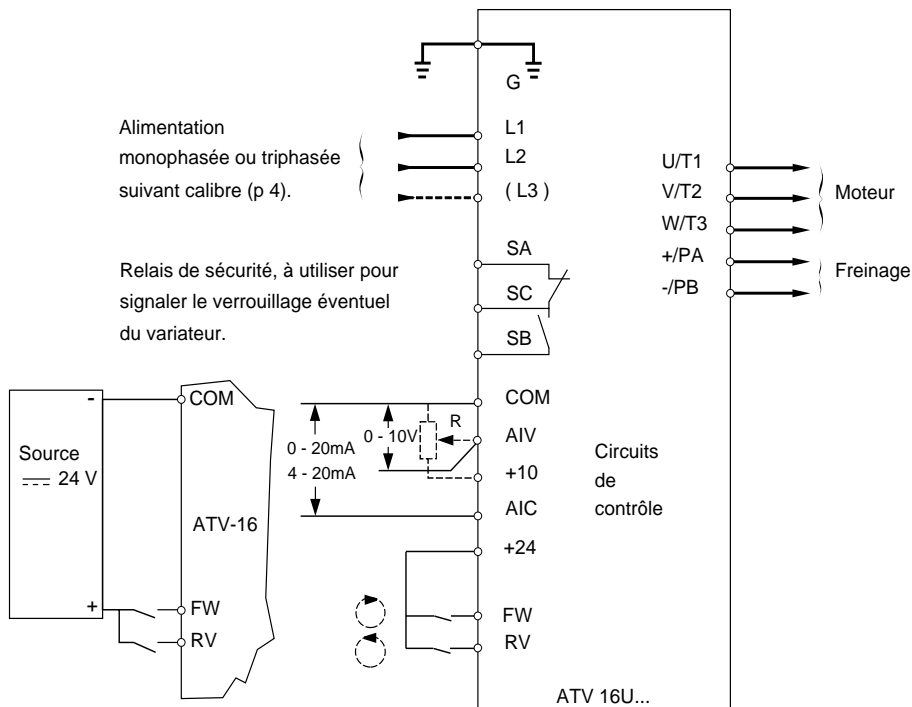 G
Alimentation
monophasée ou triphasée
suivant calibre (p 4).
L1
L2
( L3 )
U/T1
V/T2
W/T3
Moteur
+/PA
-/PB
Freinage
Relais de sécurité, à utiliser pour
signaler le verrouillage éventuel
du variateur.
SA
SC
SB
-
COM
Source
24 V
ATV-16
+
FW
RV
0 - 20mA
4 - 20mA
0 - 10V
R
COM
AIV
+10
AIC
+24
FW
RV
Circuits
de
contrôle
ATV 16U...